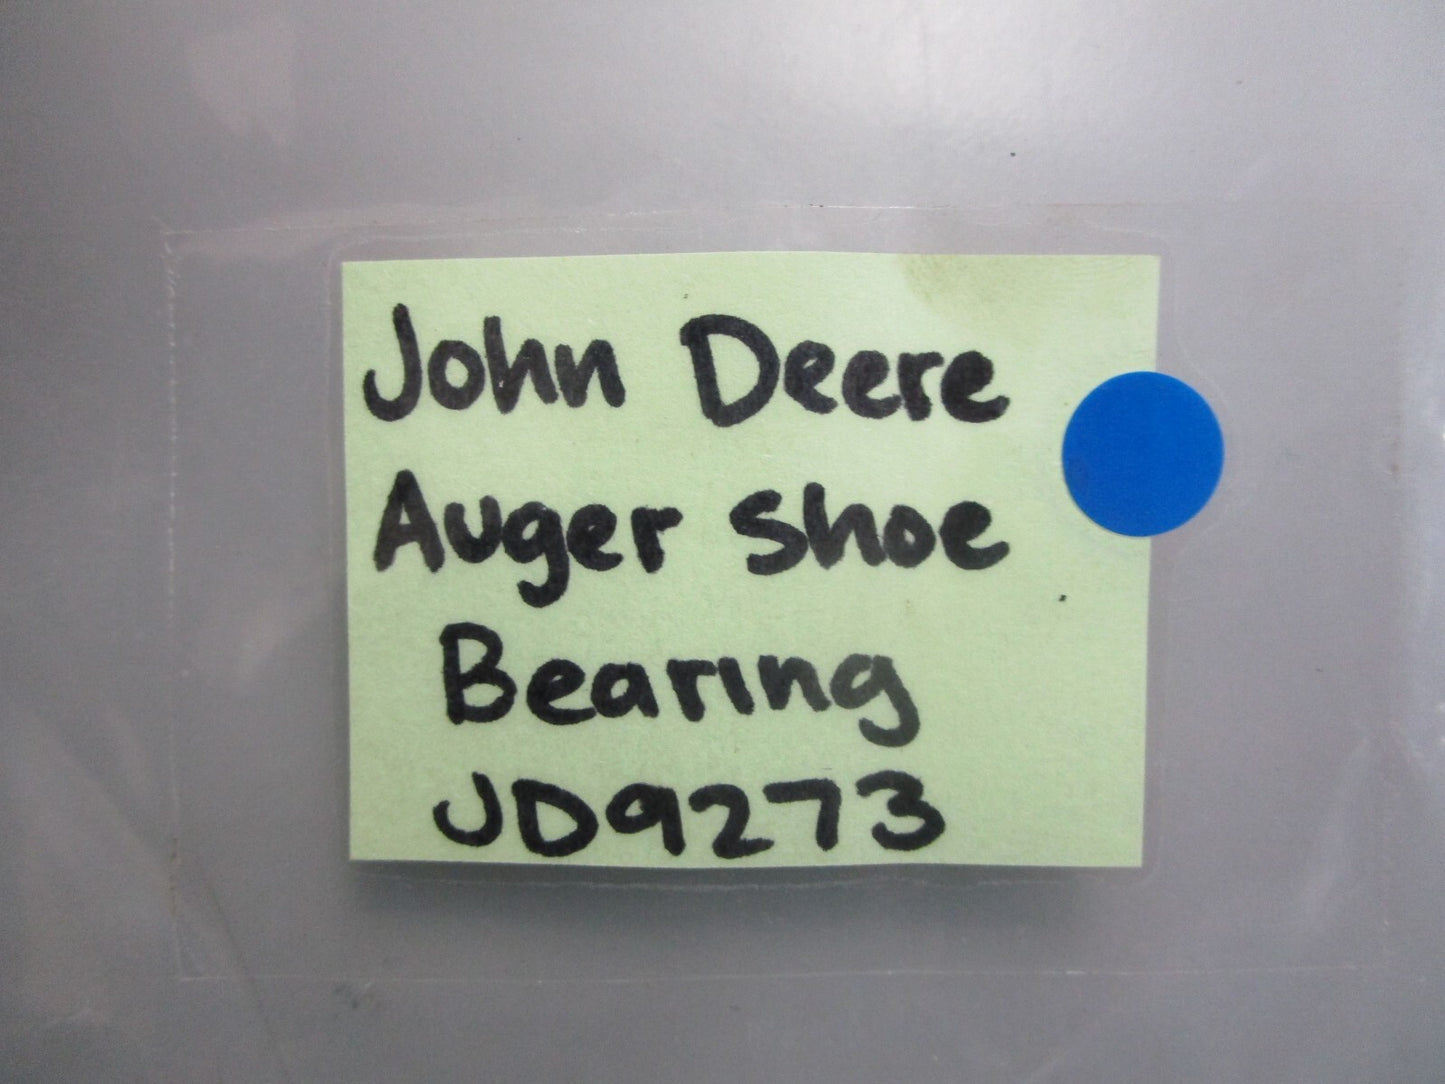 John Deere
Auger Shoe
Bearing
JD9273